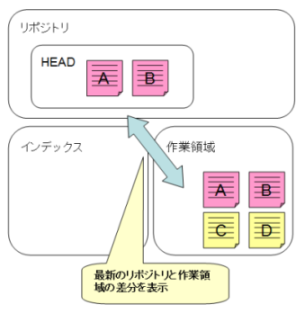 リポジトリ
HEAD
A B
インデックス
作業領域
A B
C D
最新のリポジトリと作業領
域の差分を表示